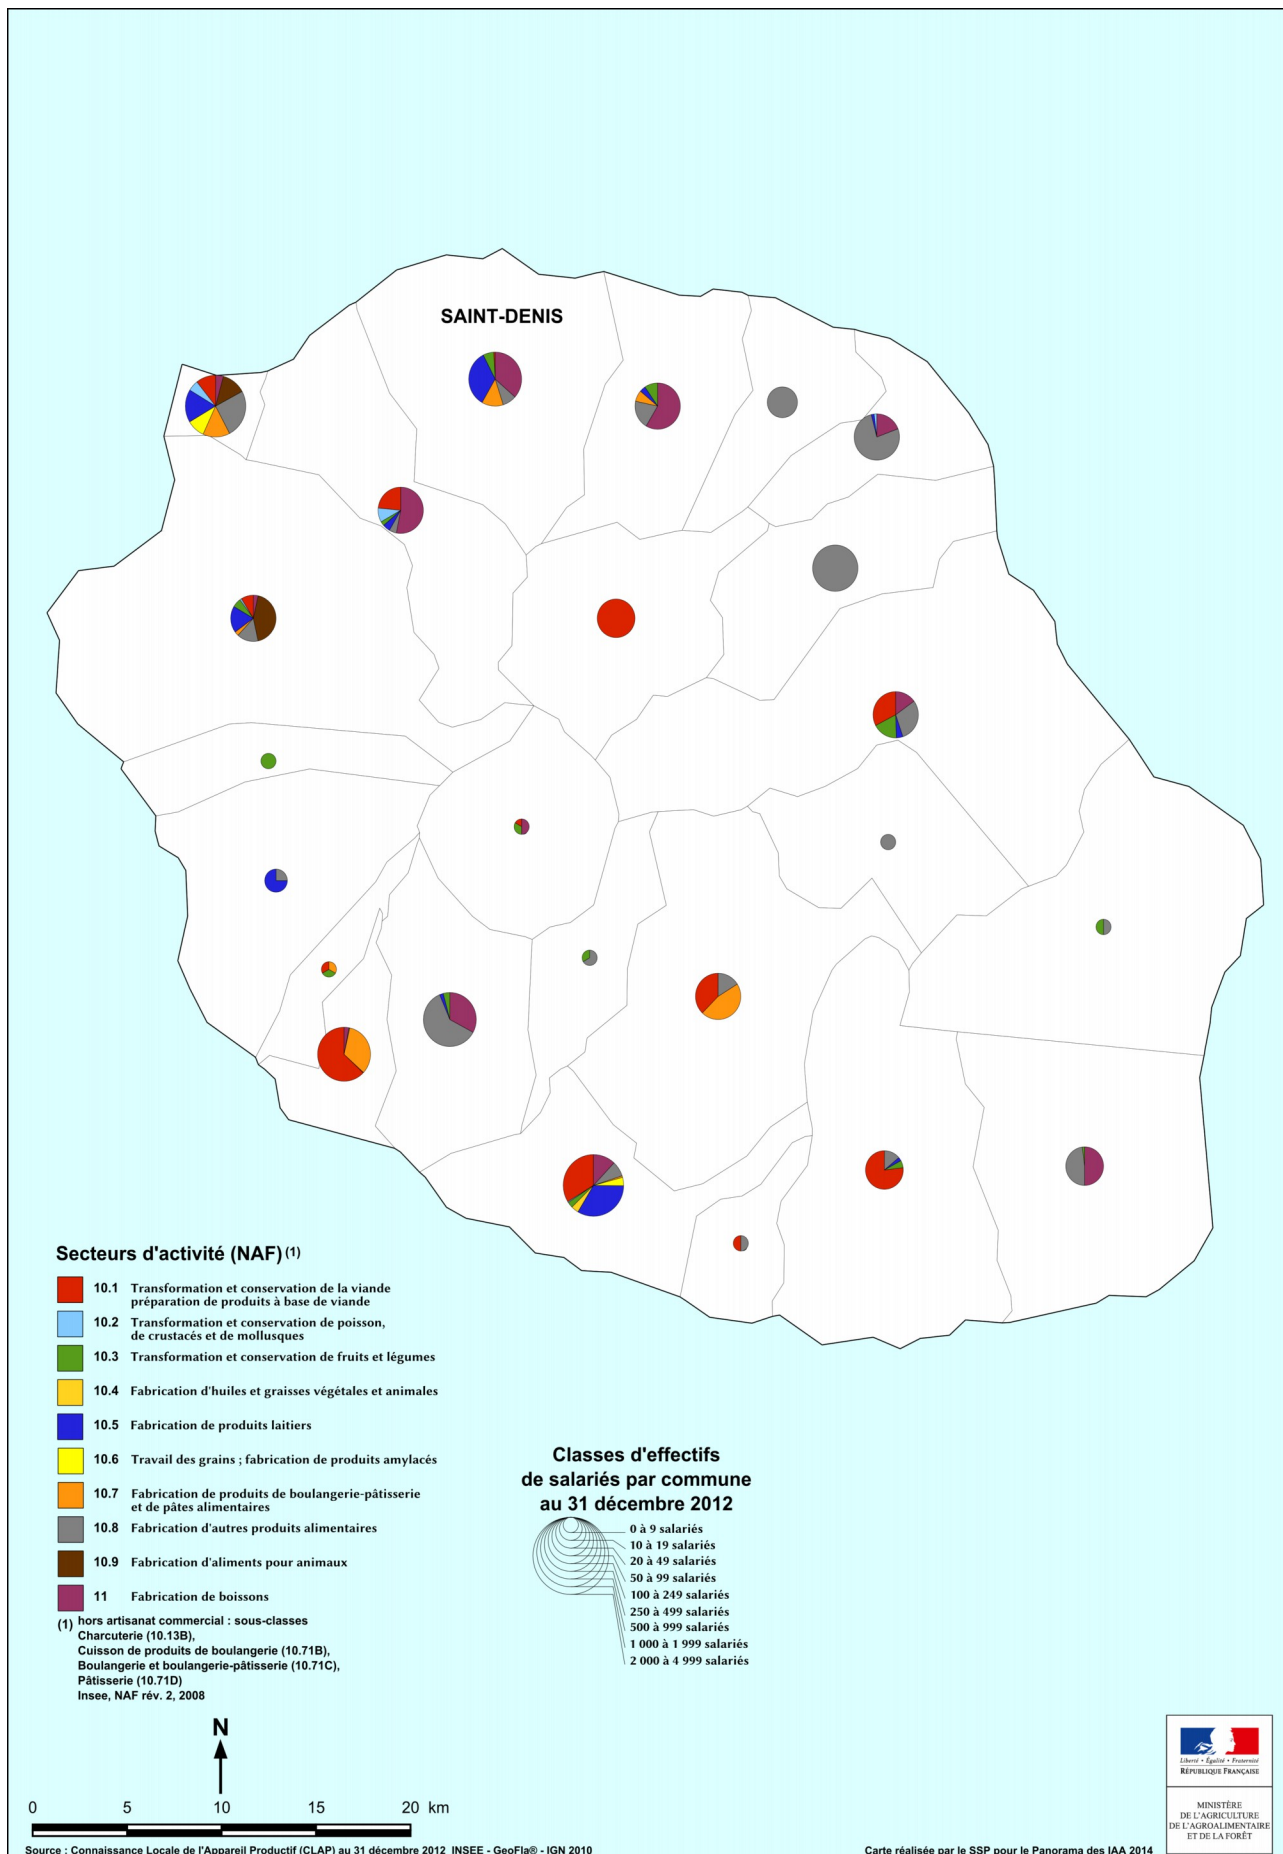 SAINT-DENIS
Secteurs d'activité (NAF) (1)
10.1 Transformation et conservation de la viande
préparation de produits à base de viande
10.2 Transformation et conservation de poisson,
de crustacés et de mollusques
10.3 Transformation et conservation de fruits et légumes
10.4 Fabrication d'huiles et graisses végétales et animales
10.5 Fabrication de produits laitiers
10.6 Travail des grains ; fabrication de produits amylacés
10.7 Fabrication de produits de boulangerie-pâtisserie
et de pâtes alimentaires
10.8 Fabrication d'autres produits alimentaires
10.9 Fabrication d'aliments pour animaux
11 Fabrication de boissons
(1) hors artisanat commercial : sous-classes
Charcuterie (10.13B),
Cuisson de produits de boulangerie (10.71B),
Boulangerie et boulangerie-pâtisserie (10.71C),
Pâtisserie (10.71D)
Insee, NAF rév. 2, 2008
Classes d'effectifs
de salariés par commune
au 31 décembre 2012
0 à 9 salariés
10 à 19 salariés
20 à 49 salariés
50 à 99 salariés
100 à 249 salariés
250 à 499 salariés
500 à 999 salariés
1 000 à 1 999 salariés
2 000 à 4 999 salariés
N
0 5 10 15 20 km
Source : Connaissance Locale de l'Appareil Productif (CLAP) au 31 décembre 2012 INSEE - GeoFla® - IGN 2010
Carte réalisée par le SSP pour le Panorama des IAA 2014
Liberté • Égalité • Fraternité
RÉPUBLIQUE FRANÇAISE
MINISTÈRE
DE L'AGRICULTURE
DE L'AGROALIMENTAIRE
ET DE LA FORÊT